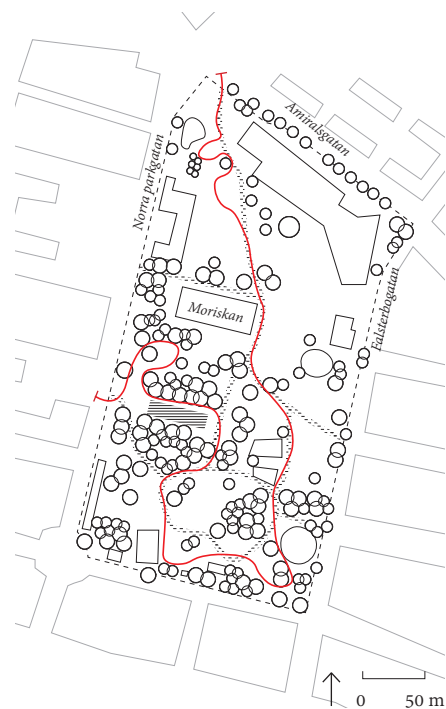 Amiralsgatan
Norra parkgatan
Falsterbogatan
Moriskan
0 50 m